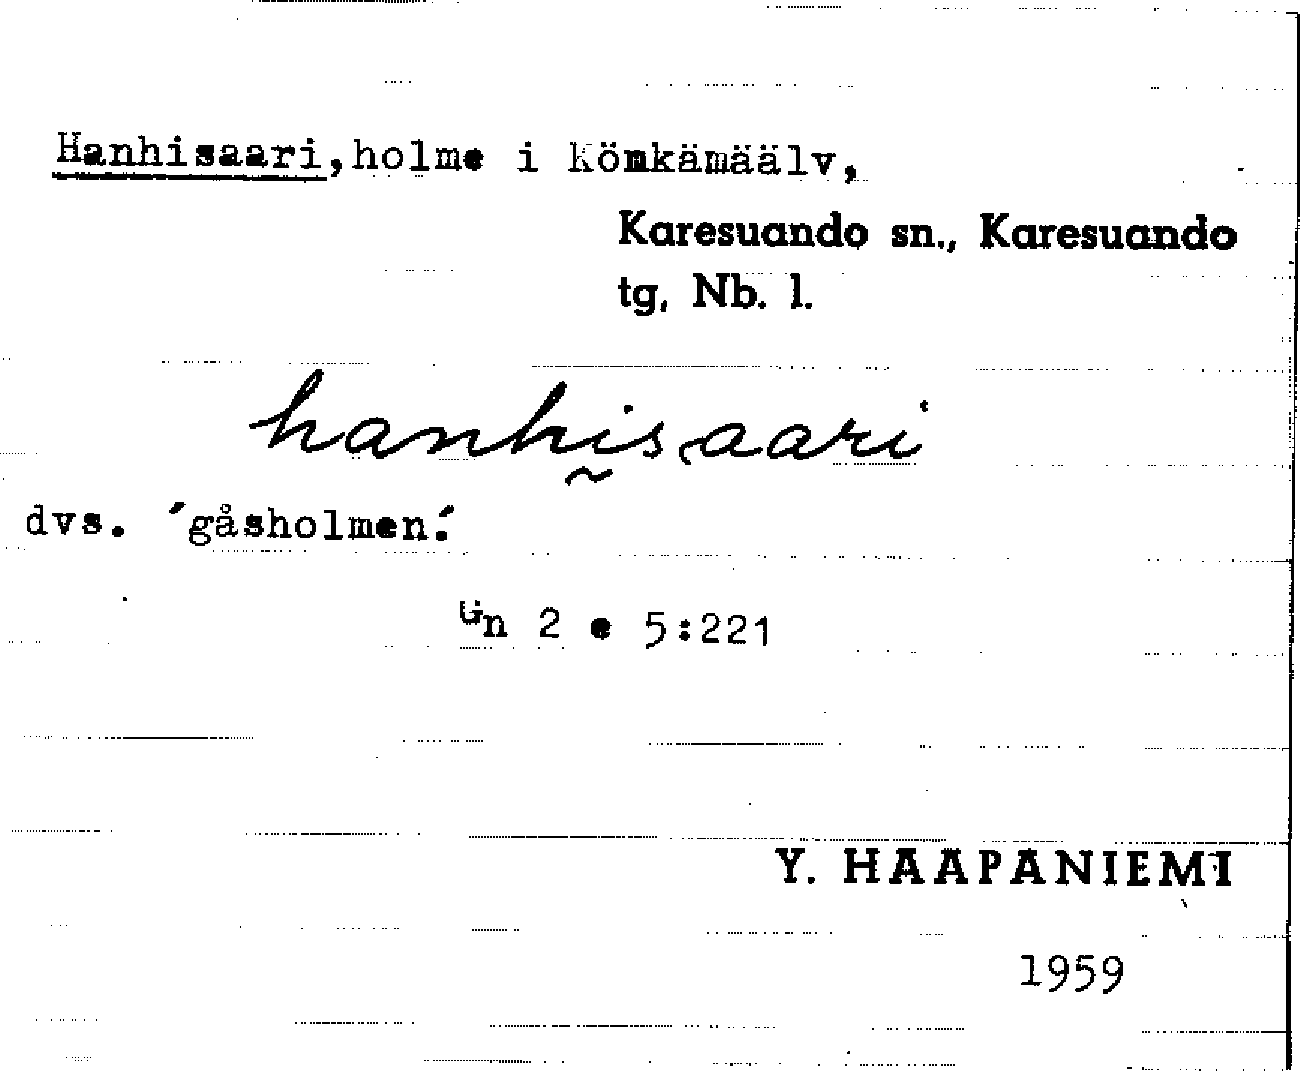 Hanhisaari, holme i Kömkämäälv,
Karesuando sn., Karesuando
tg, Nb. l.
hanhisaari
dvs. ´gåsholmen´.
Gn 2 e 5:221
Y. HAAPANIEMI
1959